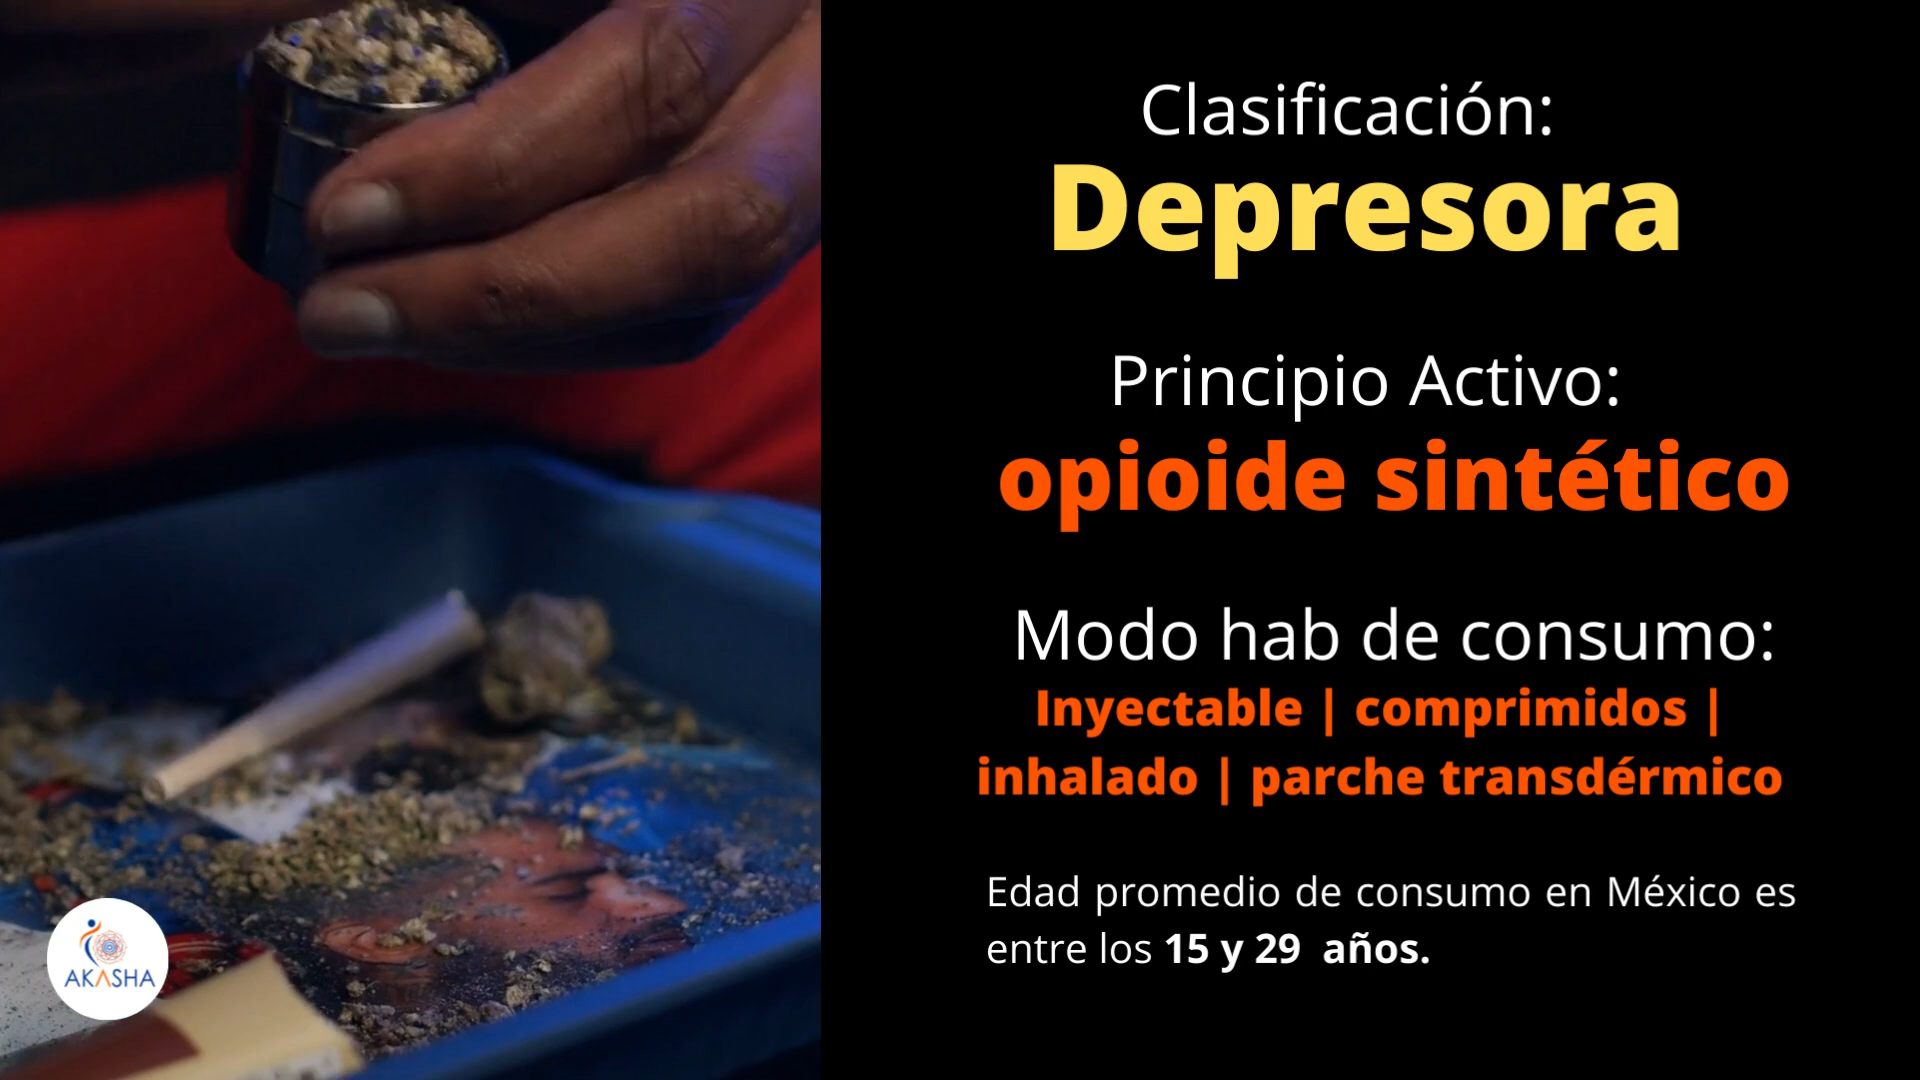 Clasificación:
Depresora
Principio Activo:
opioide sintético
Modo hab de consumo:
Inyectable | comprimidos |
inhalado | parche transdérmico
Edad promedio de consumo en México es
entre los 15 y 29 años.
AKASHA